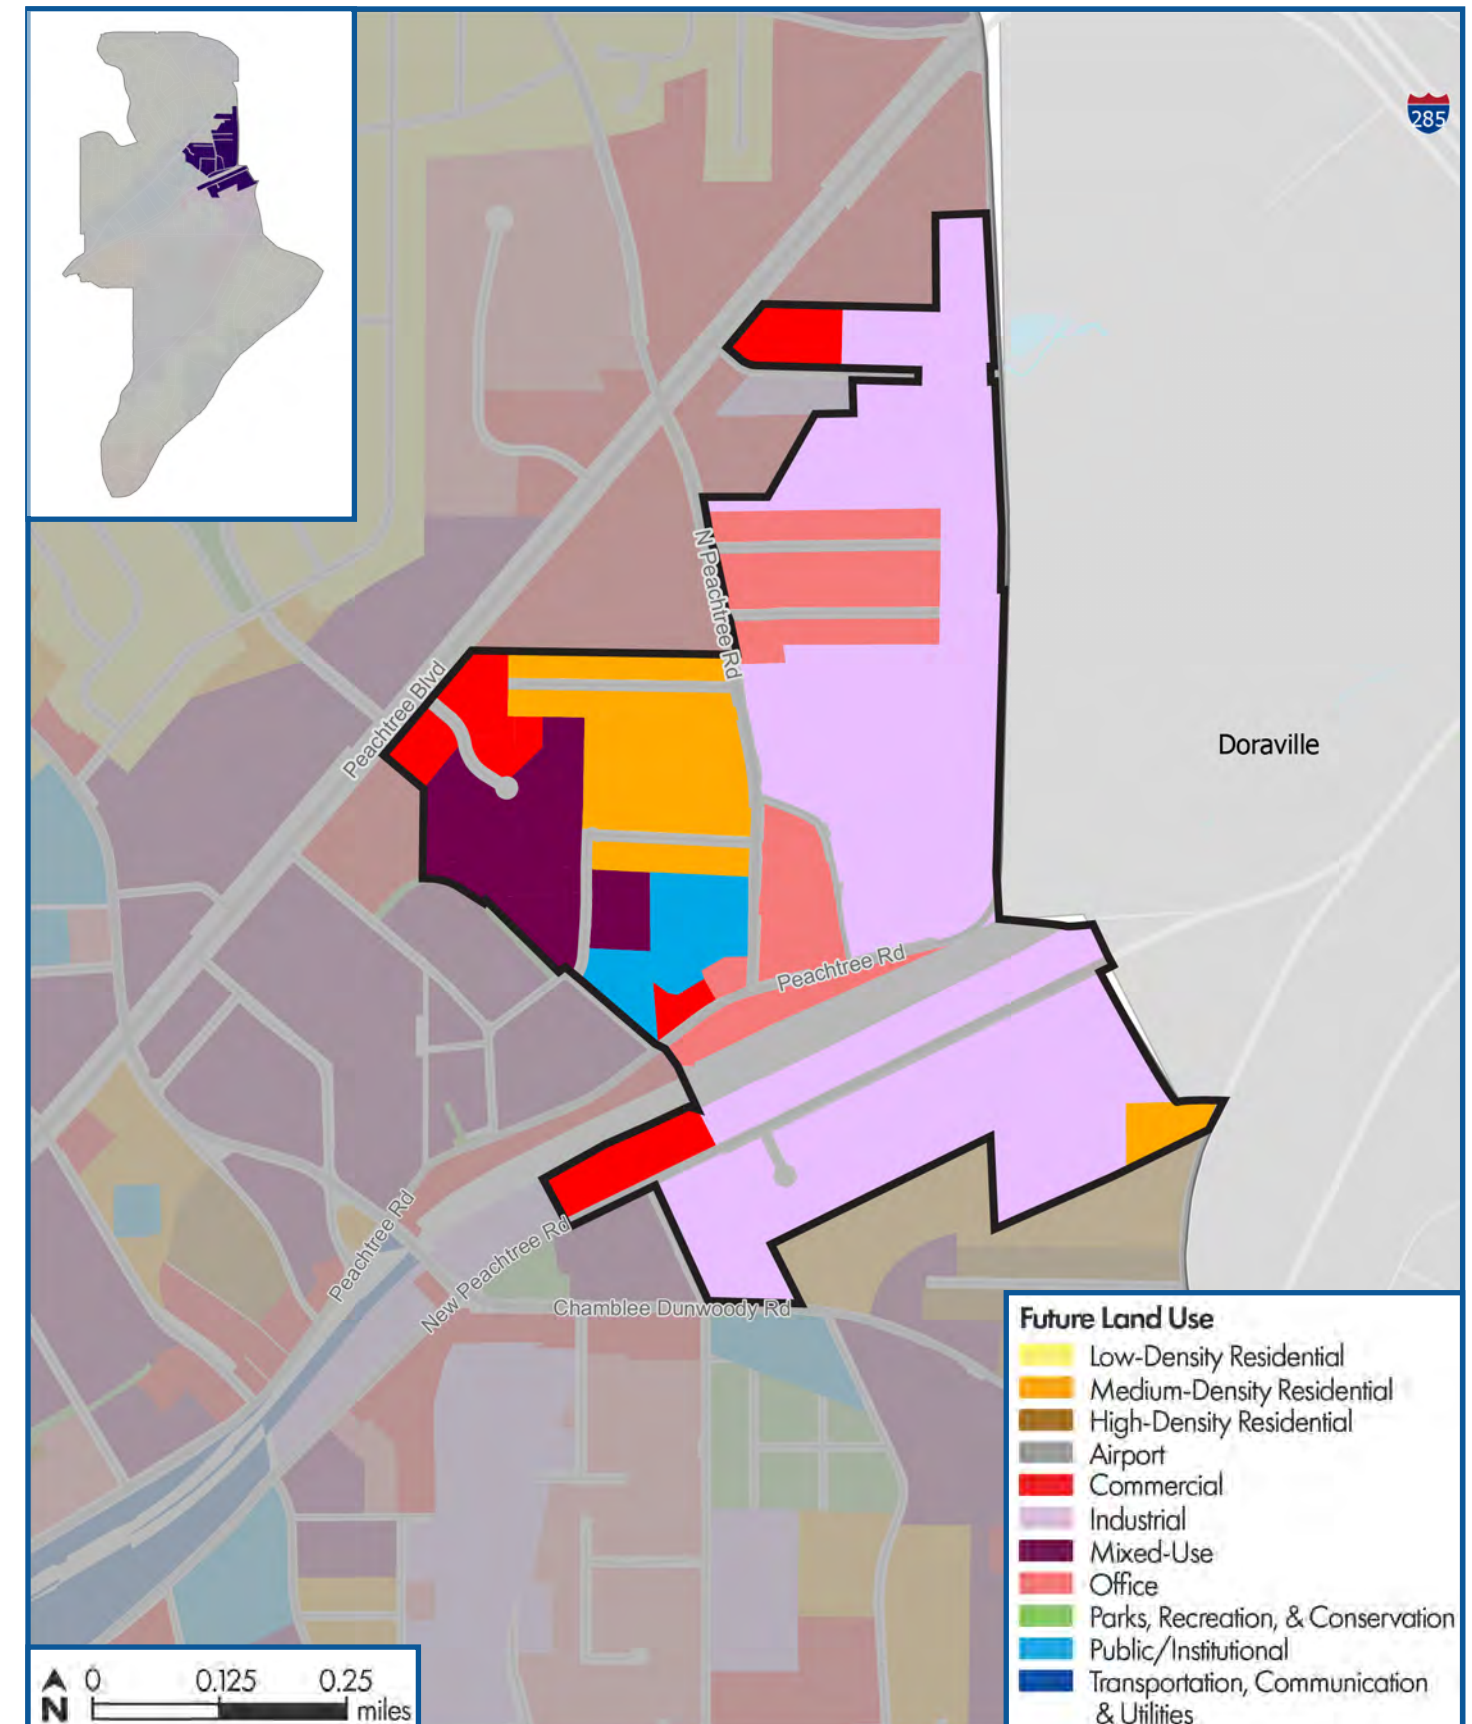 285
N Peachtree Rd
Peachtree Blvd
Doraville
Peachtree Rd
Peachtree Rd
New Peachtree Rd
Chamblee Dunwoody Rd
Future Land Use
Low-Density Residential
Medium-Density Residential
High-Density Residential
Airport
Commercial
Industrial
Mixed-Use
Office
Parks, Recreation, & Conservation
Public/Institutional
Transportation, Communication
& Utilities
0 0.125 0.25
N miles